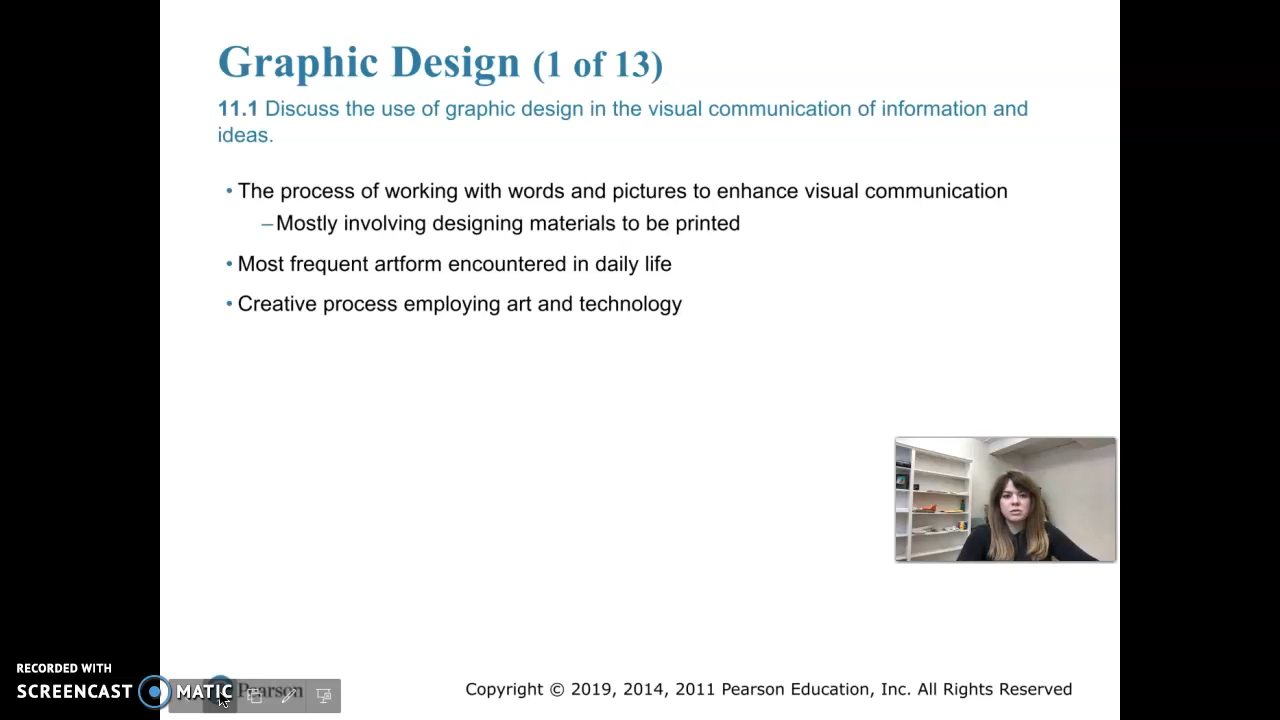 Graphic Design (1 of 13)
11.1 Discuss the use of graphic design in the visual communication of information and
ideas.
• The process of working with words and pictures to enhance visual communication
– Mostly involving designing materials to be printed
• Most frequent artform encountered in daily life
• Creative process employing art and technology
RECORDED WITH
SCREENCAST MATIC
Pearson
Copyright © 2019, 2014, 2011 Pearson Education, Inc. All Rights Reserved